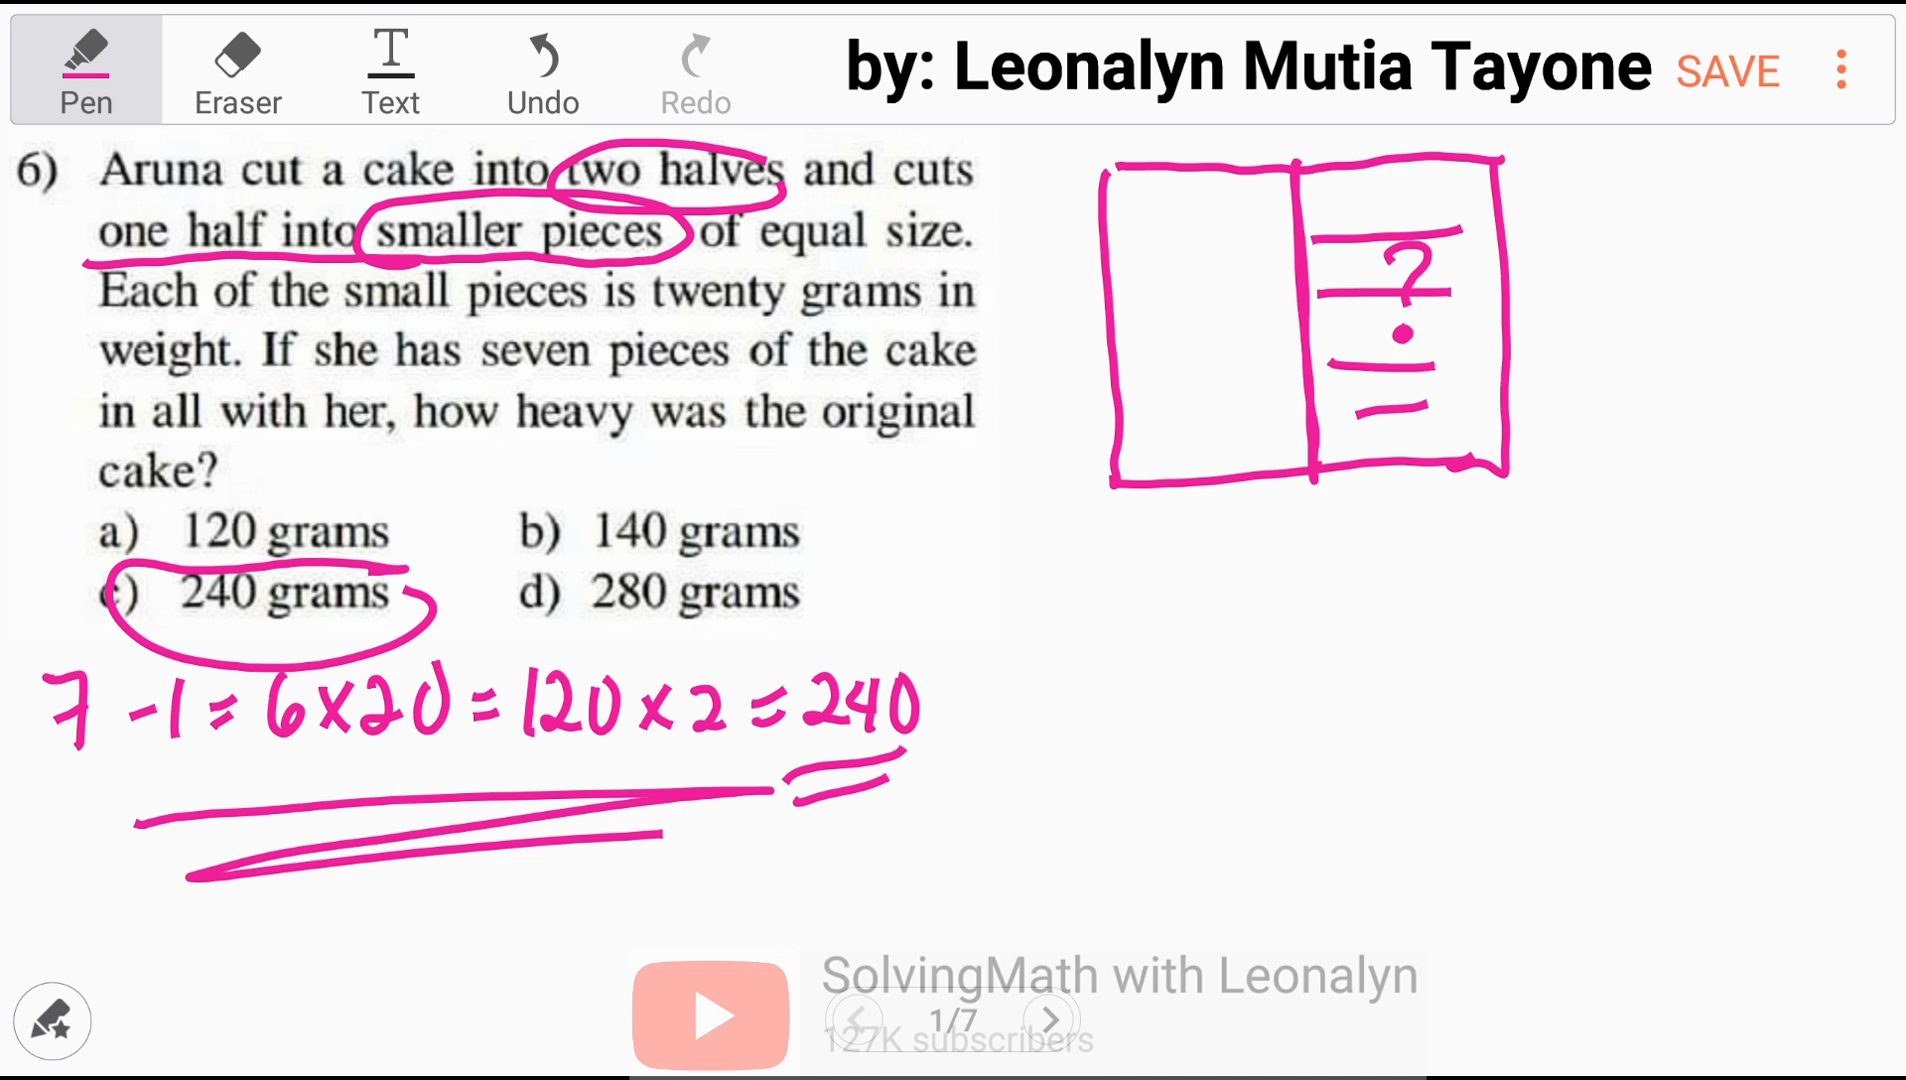 Pen Eraser Text Undo Redo by: Leonalyn Mutia Tayone SAVE
6) Aruna cut a cake into two halves and cuts
one half into smaller pieces of equal size.
Each of the small pieces is twenty grams in
weight. If she has seven pieces of the cake
in all with her, how heavy was the original
cake?
a) 120 grams b) 140 grams
c) 240 grams d) 280 grams
?
7 - 1 = 6 x 20 = 120 x 2 = 240
SolvingMath with Leonalyn
1/7
127K subscribers